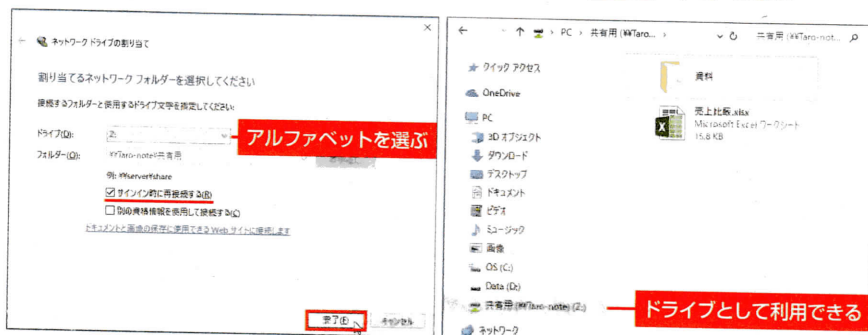 ネットワーク ドライブの割り当て
割り当てるネットワーク フォルダーを選択してください
接続するフォルダーと使用するドライブ文字を指定してください:
ドライブ(D):
Z:
アルファベットを選ぶ
フォルダー(O):
¥¥Taro-note¥共有用
例: ¥¥server¥share
サインイン時に再接続する(R)
別の資格情報を使用して接続する(C)
ドキュメントと画像の保存に使用できる Web サイトに接続します
完了(F)
キャンセル
PC › 共有用 (¥¥Taro... ›
共有用 (¥¥Taro-not...
クイック アクセス
OneDrive
PC
3D オブジェクト
ダウンロード
デスクトップ
ドキュメント
ビデオ
ミュージック
画像
OS (C:)
Data (D:)
共有用 (¥¥Taro-note) (Z:)
ネットワーク
資料
売上比較.xlsx
Microsoft Excel ワークシート
15.8 KB
ドライブとして利用できる